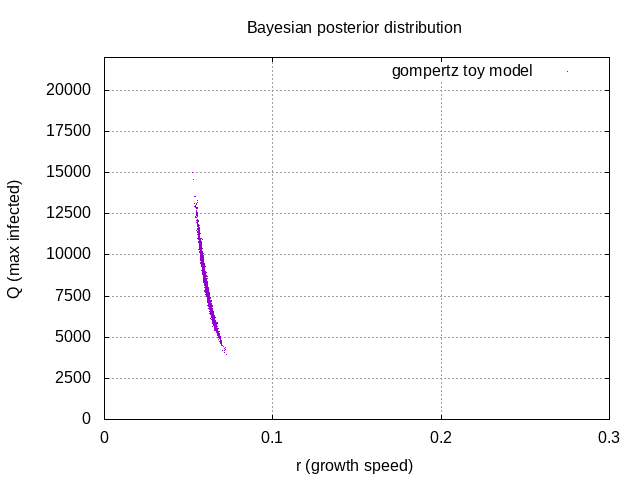 Bayesian posterior distribution
gompertz toy model
20000
17500
15000
12500
10000
7500
5000
2500
0
Q (max infected)
0 0.1 0.2 0.3
r (growth speed)